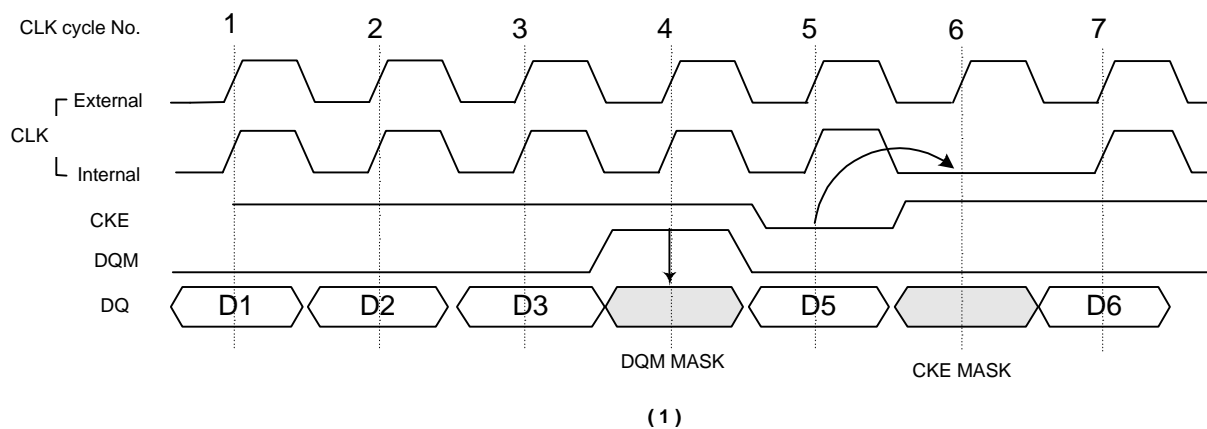 CLK cycle No. 1 2 3 4 5 6 7
External
CLK
Internal
CKE
DQM
DQ D1 D2 D3 D5 D6
DQM MASK CKE MASK
( 1 )